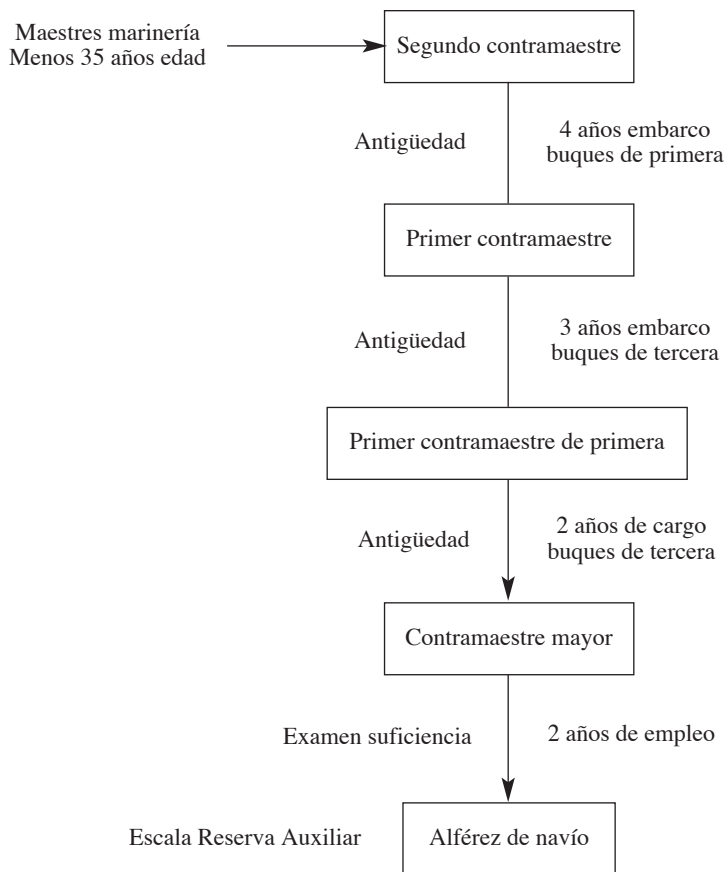 Maestres marinería
Menos 35 años edad
Segundo contramaestre
Antigüedad
4 años embarco
buques de primera
Primer contramaestre
Antigüedad
3 años embarco
buques de tercera
Primer contramaestre de primera
Antigüedad
2 años de cargo
buques de tercera
Contramaestre mayor
Examen suficiencia
2 años de empleo
Escala Reserva Auxiliar
Alférez de navío